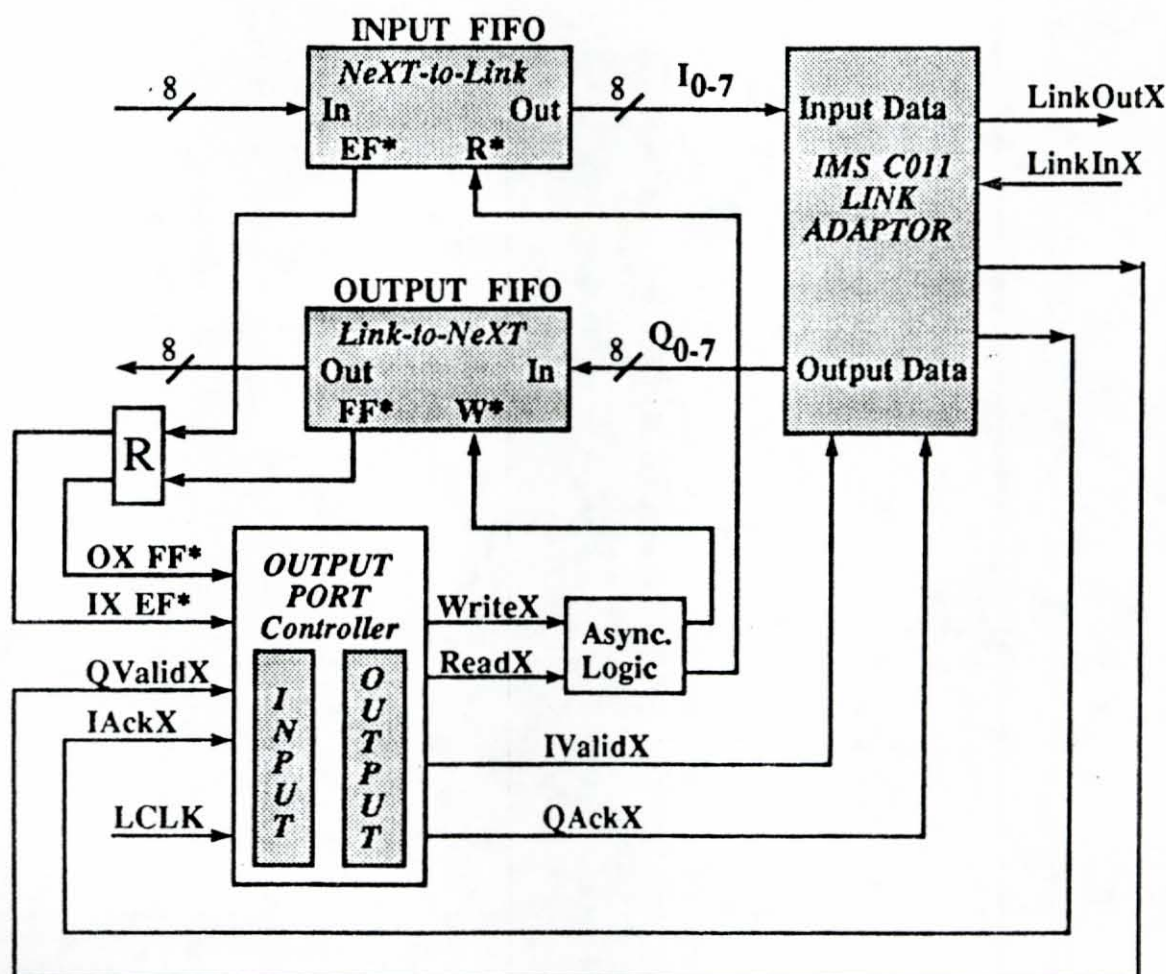 INPUT FIFO
NeXT-to-Link
8
In
Out
EF*
R*
8
I0-7
Input Data
IMS C011
LINK
ADAPTOR
Output Data
LinkOutX
LinkInX
OUTPUT FIFO
Link-to-NeXT
8
Out
In
FF*
W*
8
Q0-7
R
OX FF*
IX EF*
QValidX
IAckX
LCLK
OUTPUT
PORT
Controller
INPUT
OUTPUT
WriteX
ReadX
Async.
Logic
IValidX
QAckX